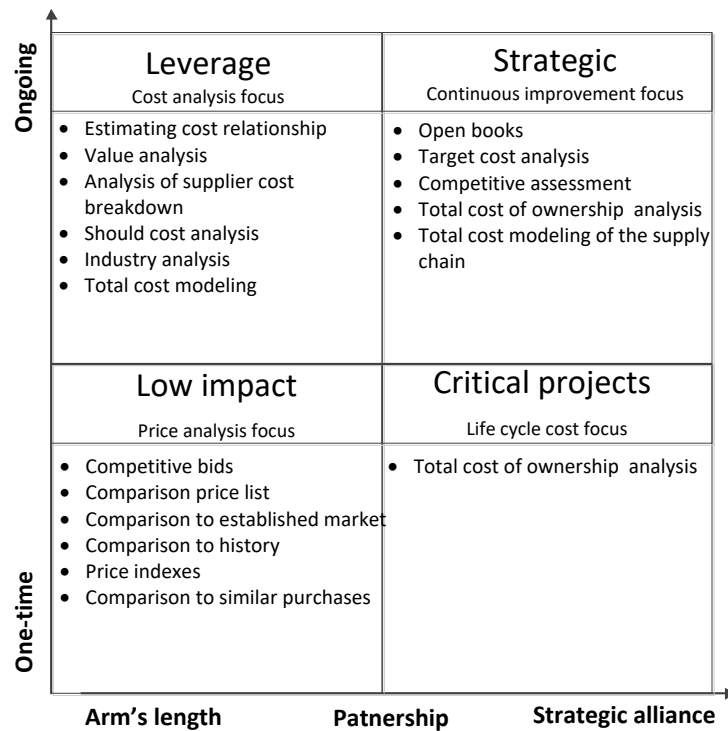 Ongoing
Leverage
Cost analysis focus
• Estimating cost relationship
• Value analysis
• Analysis of supplier cost
breakdown
• Should cost analysis
• Industry analysis
• Total cost modeling
Strategic
Continuous improvement focus
• Open books
• Target cost analysis
• Competitive assessment
• Total cost of ownership analysis
• Total cost modeling of the supply
chain
One-time
Low impact
Price analysis focus
• Competitive bids
• Comparison price list
• Comparison to established market
• Comparison to history
• Price indexes
• Comparison to similar purchases
Critical projects
Life cycle cost focus
• Total cost of ownership analysis
Arm’s length
Patnership
Strategic alliance